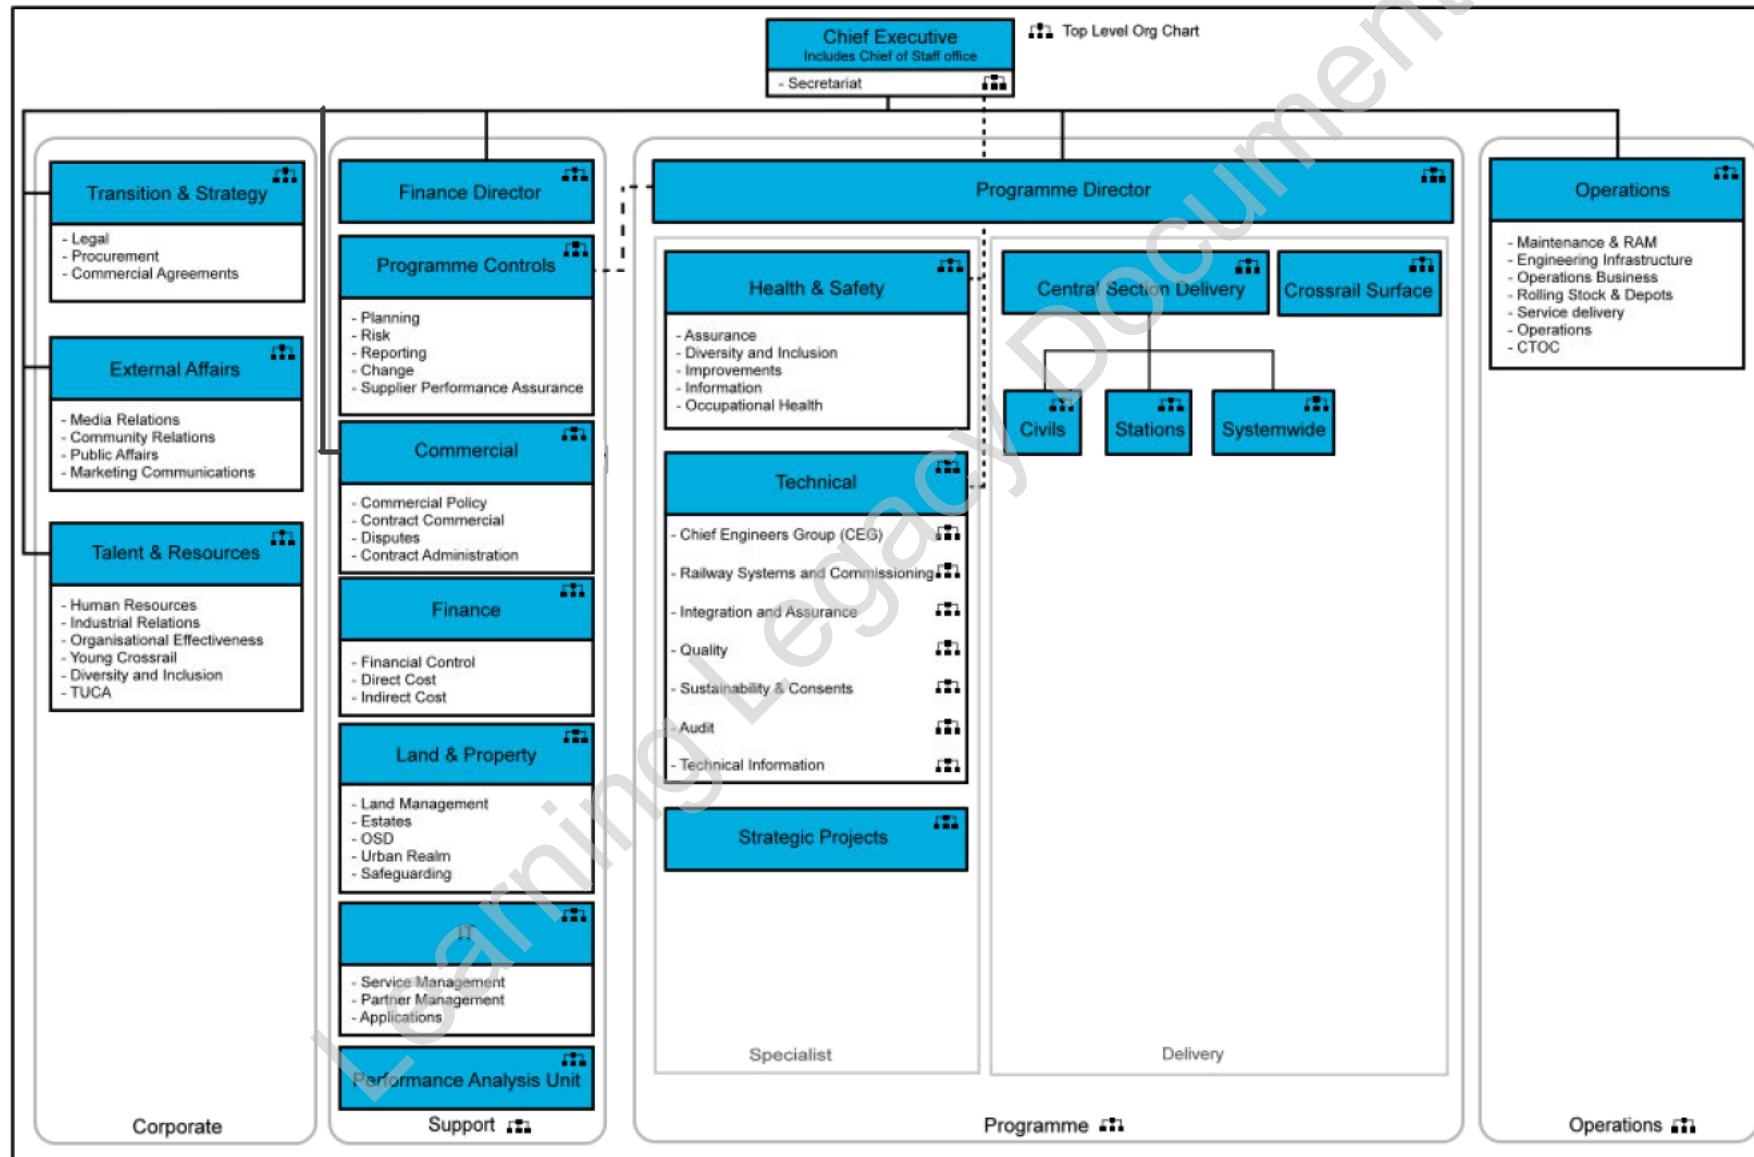 Chief Executive
Includes Chief of Staff office
- Secretariat
Top Level Org Chart
Transition & Strategy
- Legal
- Procurement
- Commercial Agreements
External Affairs
- Media Relations
- Community Relations
- Public Affairs
- Marketing Communications
Talent & Resources
- Human Resources
- Industrial Relations
- Organisational Effectiveness
- Young Crossrail
- Diversity and Inclusion
- TUCA
Corporate
Finance Director
Programme Controls
- Planning
- Risk
- Reporting
- Change
- Supplier Performance Assurance
Commercial
- Commercial Policy
- Contract Commercial
- Disputes
- Contract Administration
Finance
- Financial Control
- Direct Cost
- Indirect Cost
Land & Property
- Land Management
- Estates
- OSD
- Urban Realm
- Safeguarding
IT
- Service Management
- Partner Management
- Applications
Performance Analysis Unit
Support
Programme Director
Health & Safety
- Assurance
- Diversity and Inclusion
- Improvements
- Information
- Occupational Health
Technical
- Chief Engineers Group (CEG)
- Railway Systems and Commissioning
- Integration and Assurance
- Quality
- Sustainability & Consents
- Audit
- Technical Information
Strategic Projects
Specialist
Central Section Delivery
Crossrail Surface
Civils
Stations
Systemwide
Delivery
Programme
Operations
- Maintenance & RAM
- Engineering Infrastructure
- Operations Business
- Rolling Stock & Depots
- Service delivery
- Operations
- CTOC
Operations
Learning Legacy Document